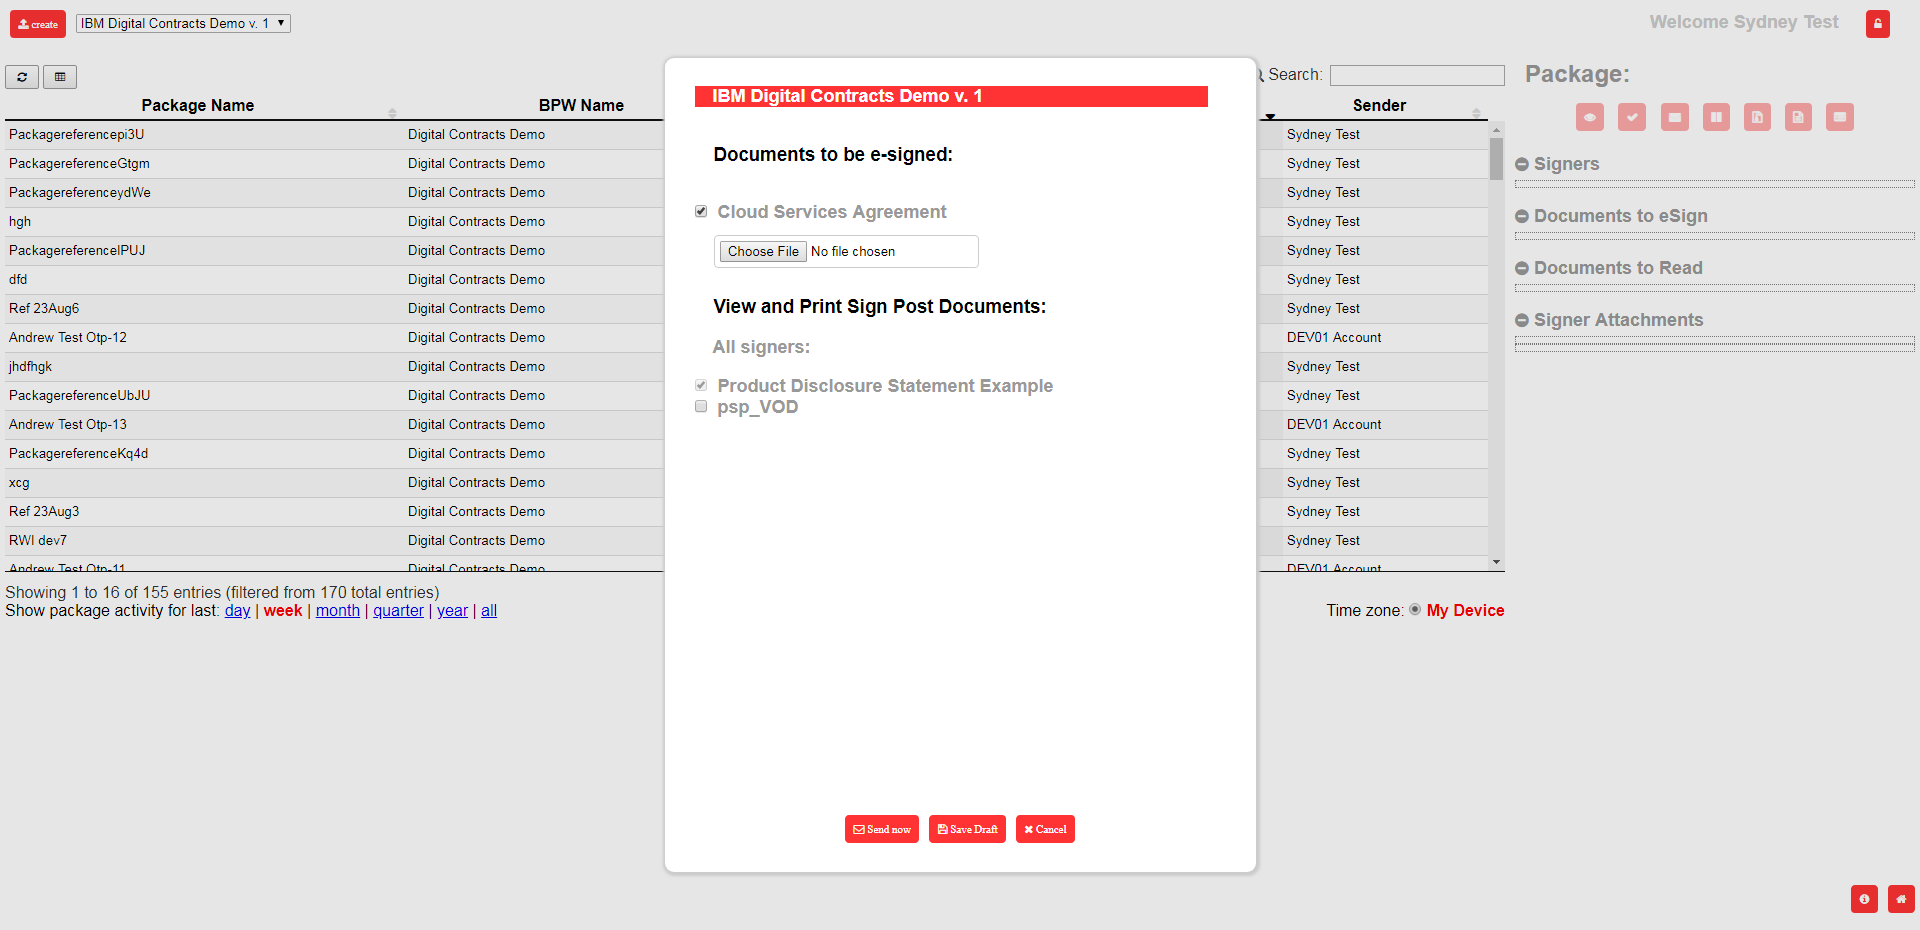 create
IBM Digital Contracts Demo v. 1
Welcome Sydney Test
Search:
Package Name
BPW Name
Sender
Packagereferencepi3U Digital Contracts Demo Sydney Test
PackagereferenceGtgm Digital Contracts Demo Sydney Test
PackagereferenceydWe Digital Contracts Demo Sydney Test
hgh Digital Contracts Demo Sydney Test
PackagereferenceIPUJ Digital Contracts Demo Sydney Test
dfd Digital Contracts Demo Sydney Test
Ref 23Aug6 Digital Contracts Demo Sydney Test
Andrew Test Otp-12 Digital Contracts Demo DEV01 Account
jhdfhgk Digital Contracts Demo Sydney Test
PackagereferenceUbJU Digital Contracts Demo Sydney Test
Andrew Test Otp-13 Digital Contracts Demo DEV01 Account
PackagereferenceKq4d Digital Contracts Demo Sydney Test
xcg Digital Contracts Demo Sydney Test
Ref 23Aug3 Digital Contracts Demo Sydney Test
RWI dev7 Digital Contracts Demo Sydney Test
Andrew Test Otp-11 Digital Contracts Demo DEV01 Account
Showing 1 to 16 of 155 entries (filtered from 170 total entries)
Show package activity for last: day | week | month | quarter | year | all
Time zone: My Device
IBM Digital Contracts Demo v. 1
Documents to be e-signed:
Cloud Services Agreement
Choose File No file chosen
View and Print Sign Post Documents:
All signers:
Product Disclosure Statement Example
psp_VOD
Send now
Save Draft
Cancel
Package:
Signers
Documents to eSign
Documents to Read
Signer Attachments